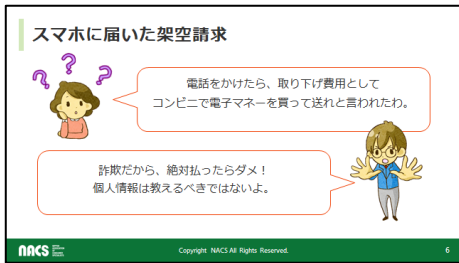 スマホに届いた架空請求
? ? ?
電話をかけたら、取り下げ費用として
コンビニで電子マネーを買って送れと言われたわ。
詐欺だから、絶対払ったらダメ！
個人情報は教えるべきではないよ。
NACS
Copyright NACS All Rights Reserved.
6